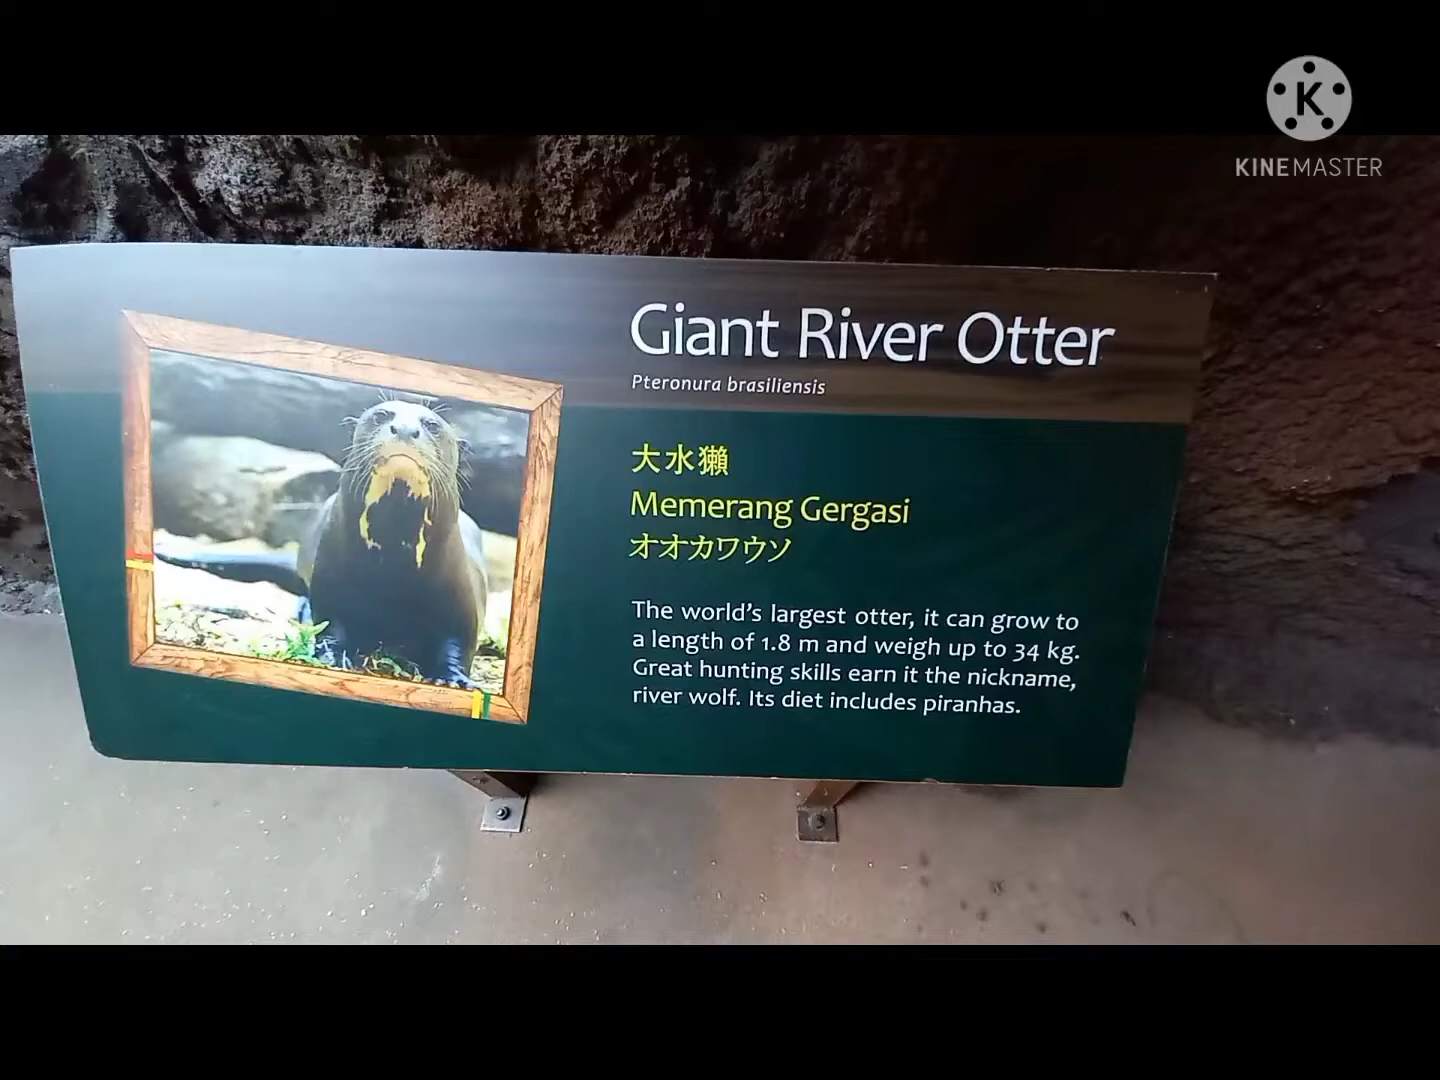 KINEMASTER
Giant River Otter
Pteronura brasiliensis
大水獺
Memerang Gergasi
オオカワウソ
The world's largest otter, it can grow to
a length of 1.8 m and weigh up to 34 kg.
Great hunting skills earn it the nickname,
river wolf. Its diet includes piranhas.